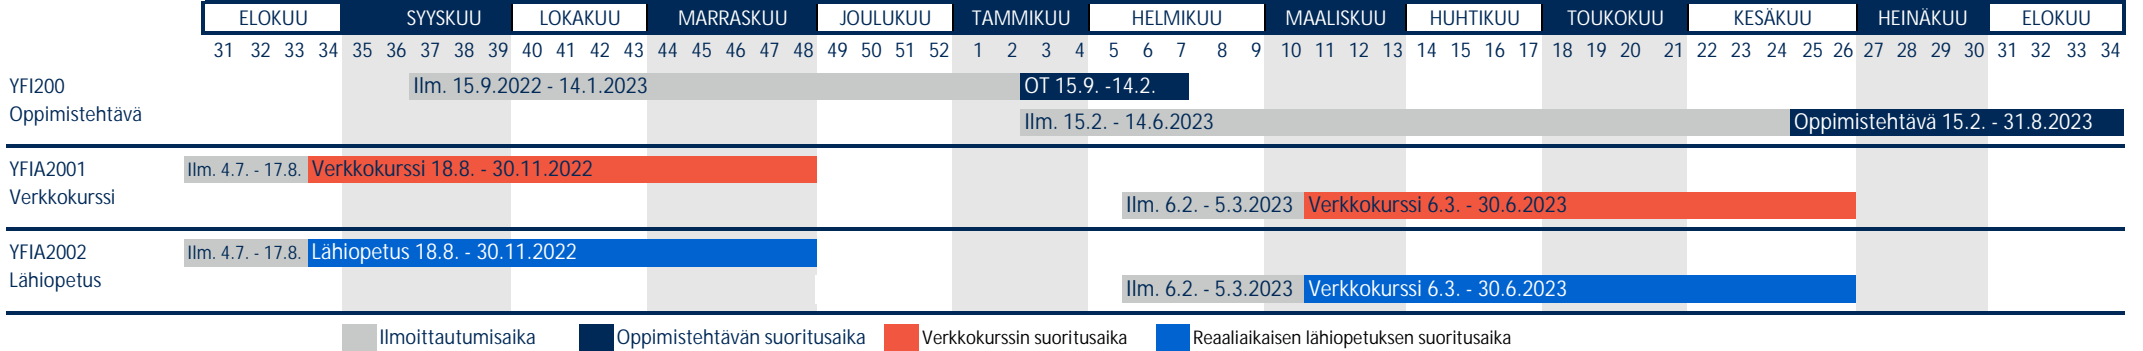 ELOKUU SYYSKUU LOKAKUU MARRASKUU JOULUKUU TAMMIKUU HELMIKUU MAALISKUU HUHTIKUU TOUKOKUU KESÄKUU HEINÄKUU ELOKUU
31 32 33 34 35 36 37 38 39 40 41 42 43 44 45 46 47 48 49 50 51 52 1 2 3 4 5 6 7 8 9 10 11 12 13 14 15 16 17 18 19 20 21 22 23 24 25 26 27 28 29 30 31 32 33 34
YFI200 Ilm. 15.9.2022 - 14.1.2023 OT 15.9. -14.2.
Oppimistehtävä Ilm. 15.2. - 14.6.2023 Oppimistehtävä 15.2. - 31.8.2023
YFIA2001 Ilm. 4.7. - 17.8. Verkkokurssi 18.8. - 30.11.2022
Verkkokurssi Ilm. 6.2. - 5.3.2023 Verkkokurssi 6.3. - 30.6.2023
YFIA2002 Ilm. 4.7. - 17.8. Lähiopetus 18.8. - 30.11.2022
Lähiopetus Ilm. 6.2. - 5.3.2023 Verkkokurssi 6.3. - 30.6.2023
Ilmoittautumisaika Oppimistehtävän suoritusaika Verkkokurssin suoritusaika Reaaliaikaisen lähiopetuksen suoritusaika